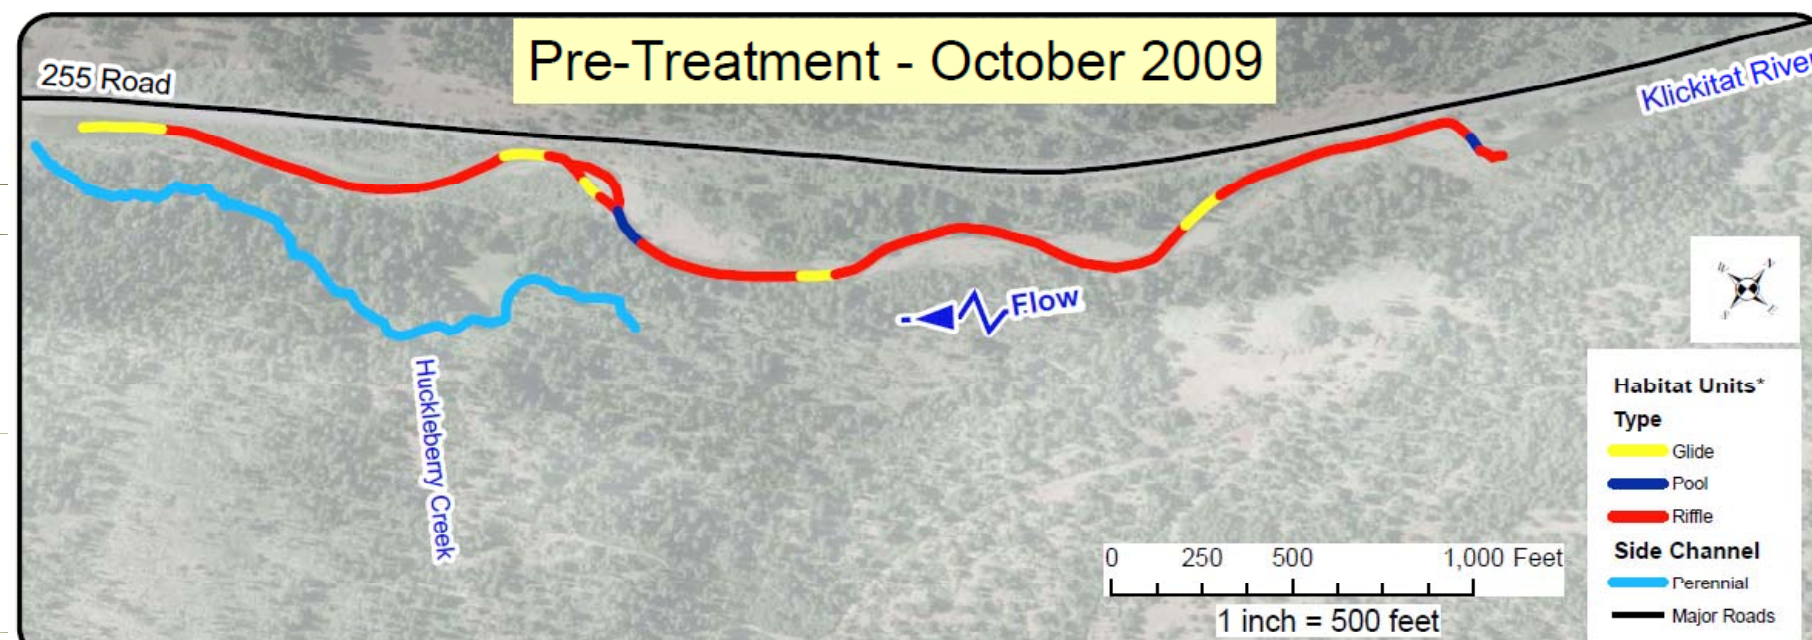 Pre-Treatment - October 2009
255 Road
Klickitat River
Flow
N
W
E
S
Huckleberry Creek
Habitat Units*
Type
Glide
Pool
Riffle
Side Channel
Perennial
Major Roads
0 250 500 1,000 Feet
1 inch = 500 feet